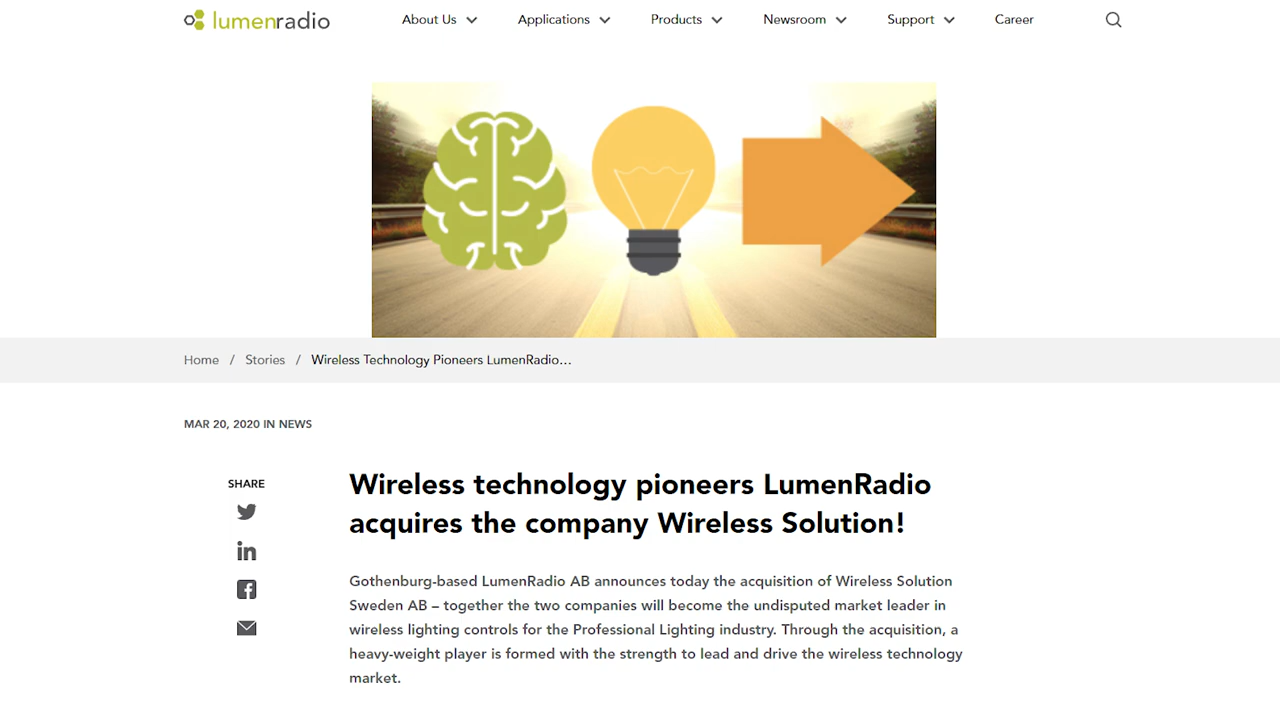 lumenradio
About Us
Applications
Products
Newsroom
Support
Career
Home / Stories / Wireless Technology Pioneers LumenRadio...
MAR 20, 2020 IN NEWS
SHARE
Wireless technology pioneers LumenRadio
acquires the company Wireless Solution!
Gothenburg-based LumenRadio AB announces today the acquisition of Wireless Solution
Sweden AB – together the two companies will become the undisputed market leader in
wireless lighting controls for the Professional Lighting industry. Through the acquisition, a
heavy-weight player is formed with the strength to lead and drive the wireless technology
market.